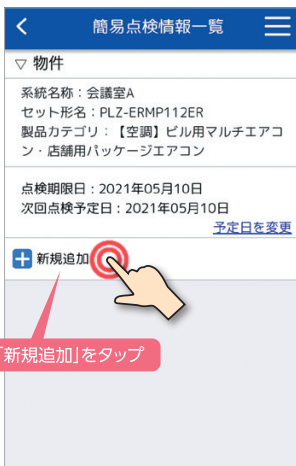 簡易点検情報一覧
▽ 物件
系統名称：会議室A
セット形名：PLZ-ERMP112ER
製品カテゴリ：【空調】ビル用マルチエアコ
ン・店舗用パッケージエアコン
点検期限日：2021年05月10日
次回点検予定日：2021年05月10日
予定日を変更
新規追加
「新規追加」をタップ